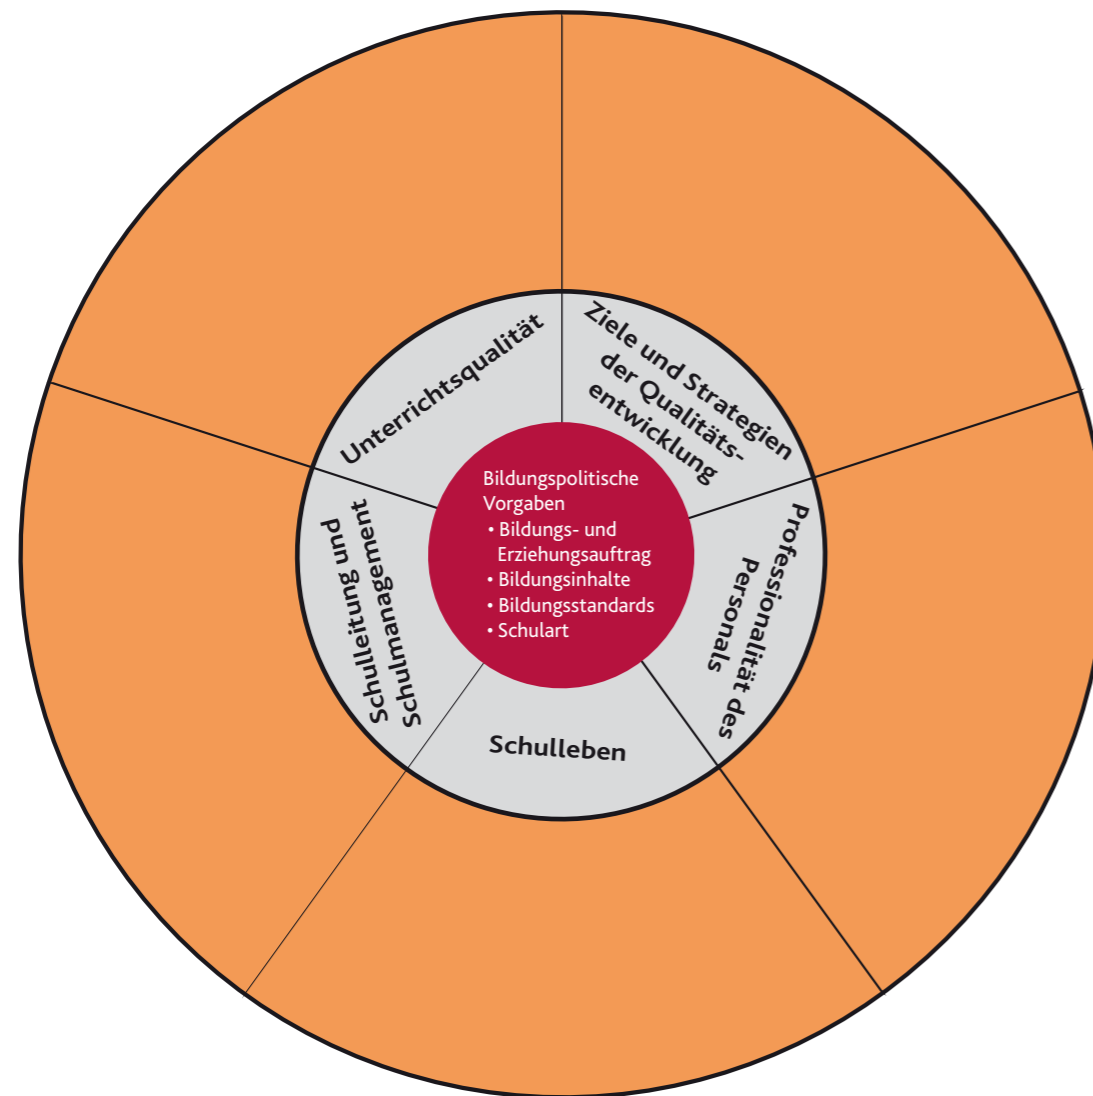 Unterrichtsqualität
Ziele und Strategien
der Qualitäts-
entwicklung
Professionalität des
Personals
Schulleben
Schulleitung und
Schulmanagement
Bildungspolitische
Vorgaben
• Bildungs- und
Erziehungsauftrag
• Bildungsinhalte
• Bildungsstandards
• Schulart